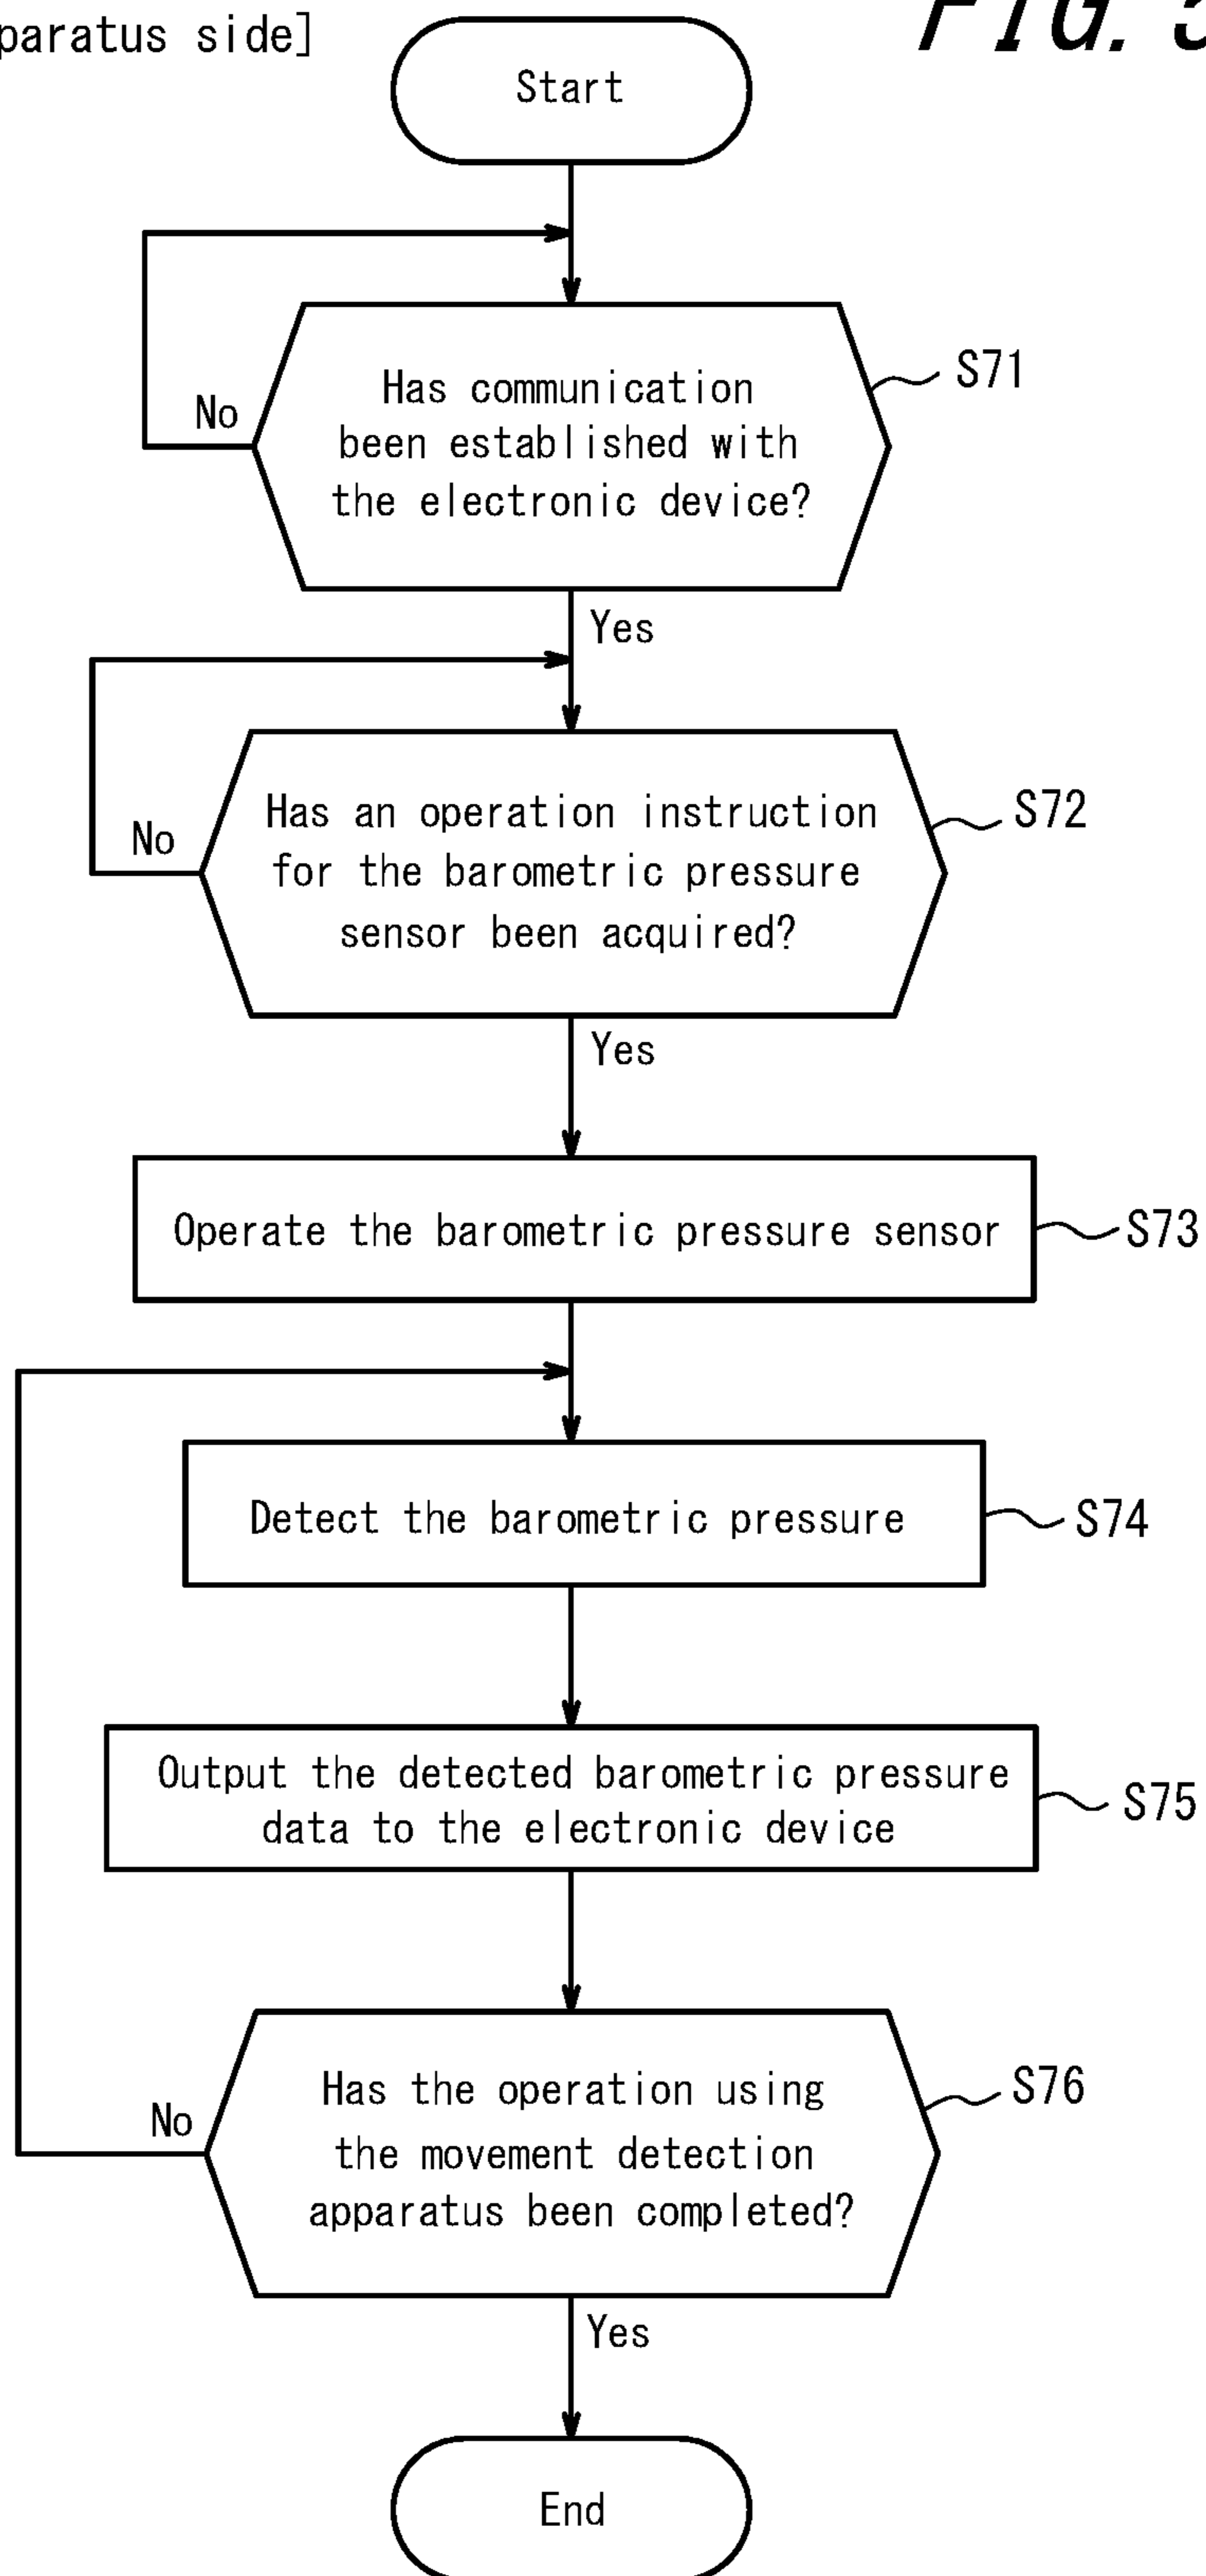 paratus side]
FIG. 3
Start
Has communication
been established with
the electronic device?
S71
No
Yes
Has an operation instruction
for the barometric pressure
sensor been acquired?
S72
No
Yes
Operate the barometric pressure sensor
S73
Detect the barometric pressure
S74
Output the detected barometric pressure
data to the electronic device
S75
Has the operation using
the movement detection
apparatus been completed?
S76
No
Yes
End